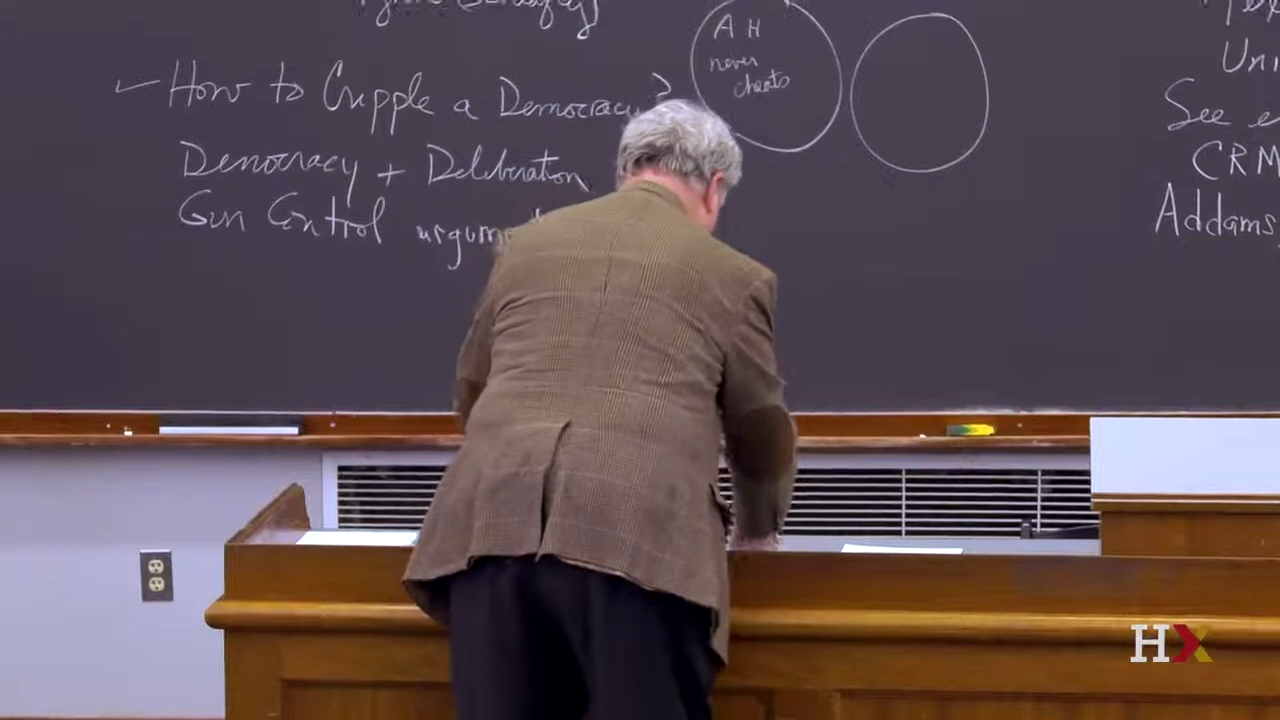 ✓ How to Cripple a Democracy?
Democracy + Deliberation
Gun Control
A H
never
cheats
See
CRM
Addams,
HX